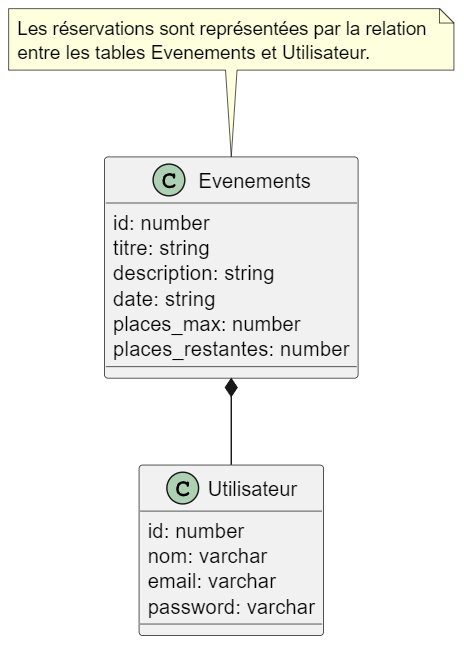 Les réservations sont représentées par la relation
entre les tables Evenements et Utilisateur.
C Evenements
id: number
titre: string
description: string
date: string
places_max: number
places_restantes: number
C Utilisateur
id: number
nom: varchar
email: varchar
password: varchar